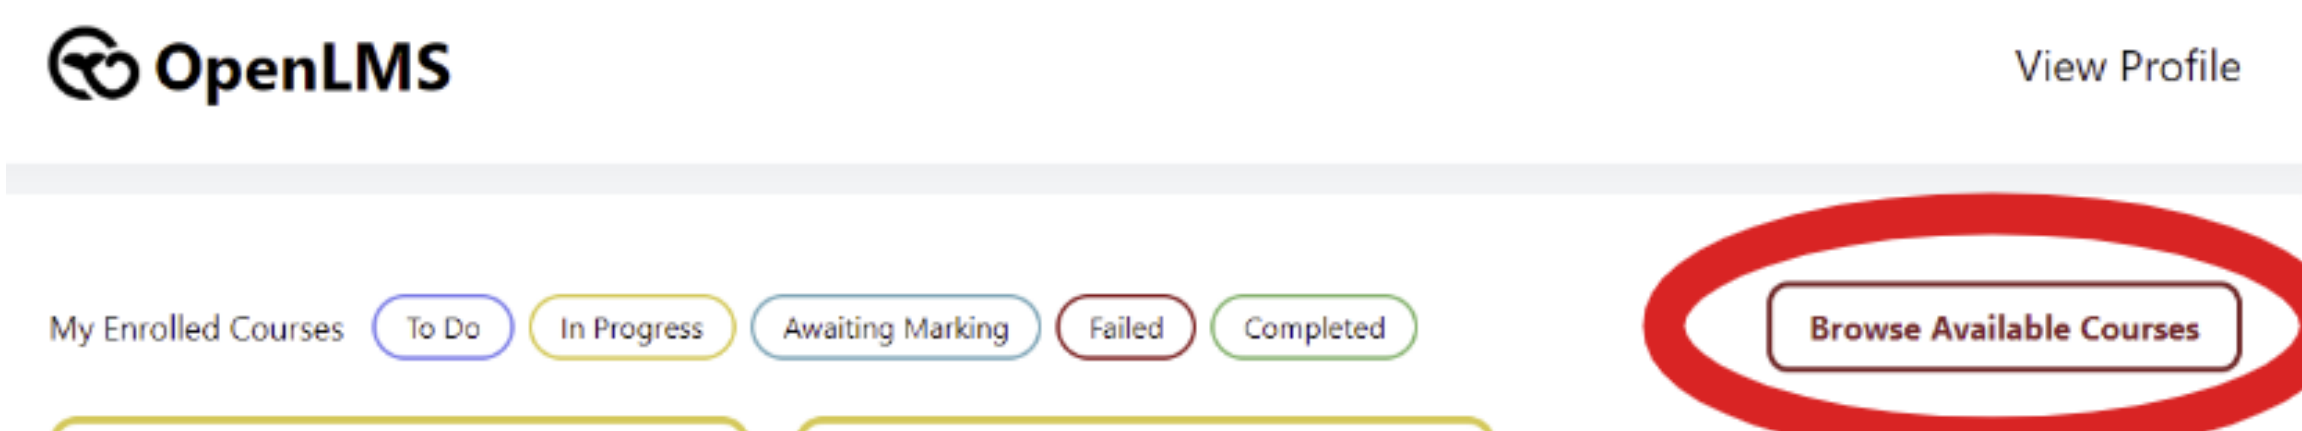 OpenLMS
View Profile
My Enrolled Courses To Do In Progress Awaiting Marking Failed Completed Browse Available Courses